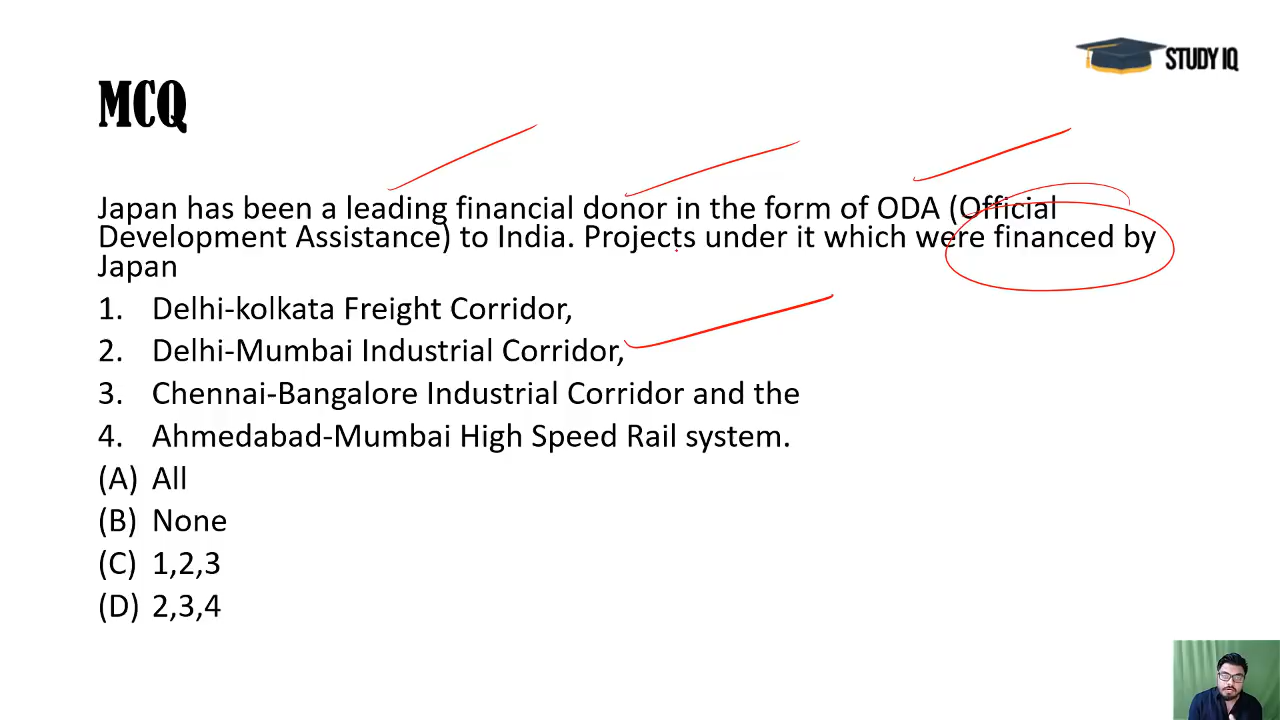 STUDY IQ
MCQ
Japan has been a leading financial donor in the form of ODA (Official
Development Assistance) to India. Projects under it which were financed by
Japan
1. Delhi-kolkata Freight Corridor,
2. Delhi-Mumbai Industrial Corridor,
3. Chennai-Bangalore Industrial Corridor and the
4. Ahmedabad-Mumbai High Speed Rail system.
(A) All
(B) None
(C) 1,2,3
(D) 2,3,4